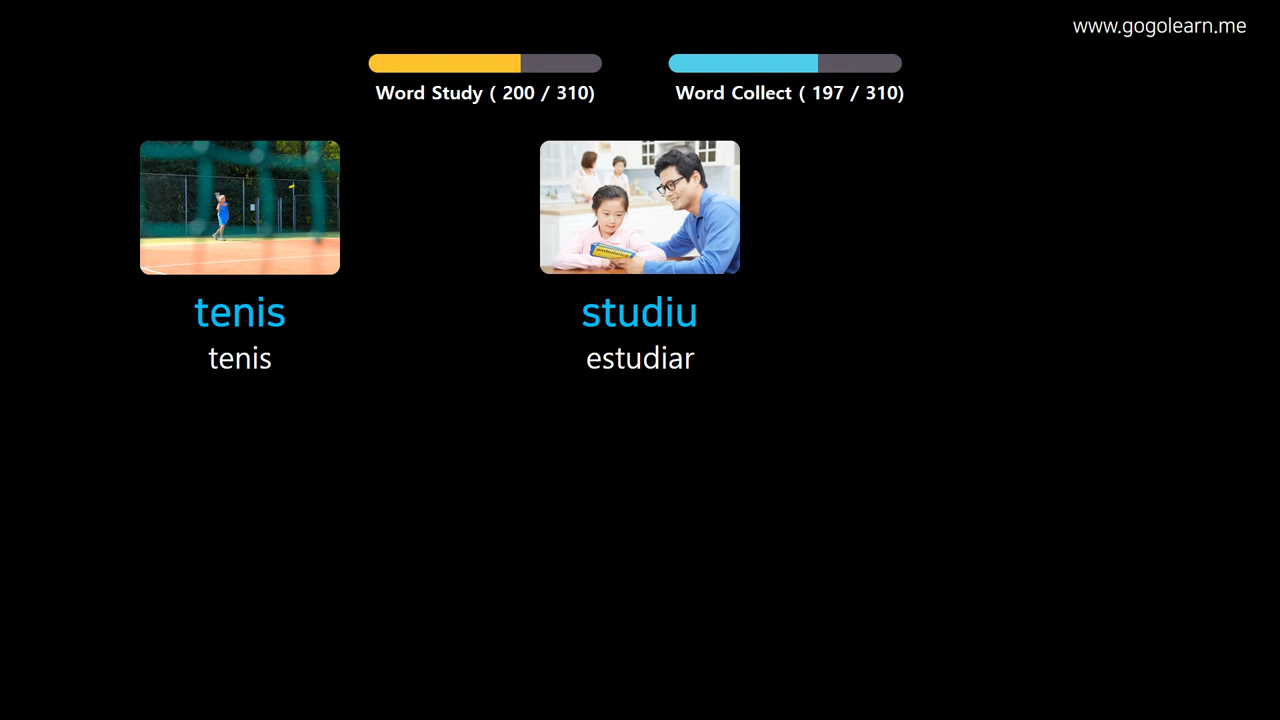 www.gogolearn.me
Word Study ( 200 / 310)
Word Collect ( 197 / 310)
tenis
tenis
studiu
estudiar